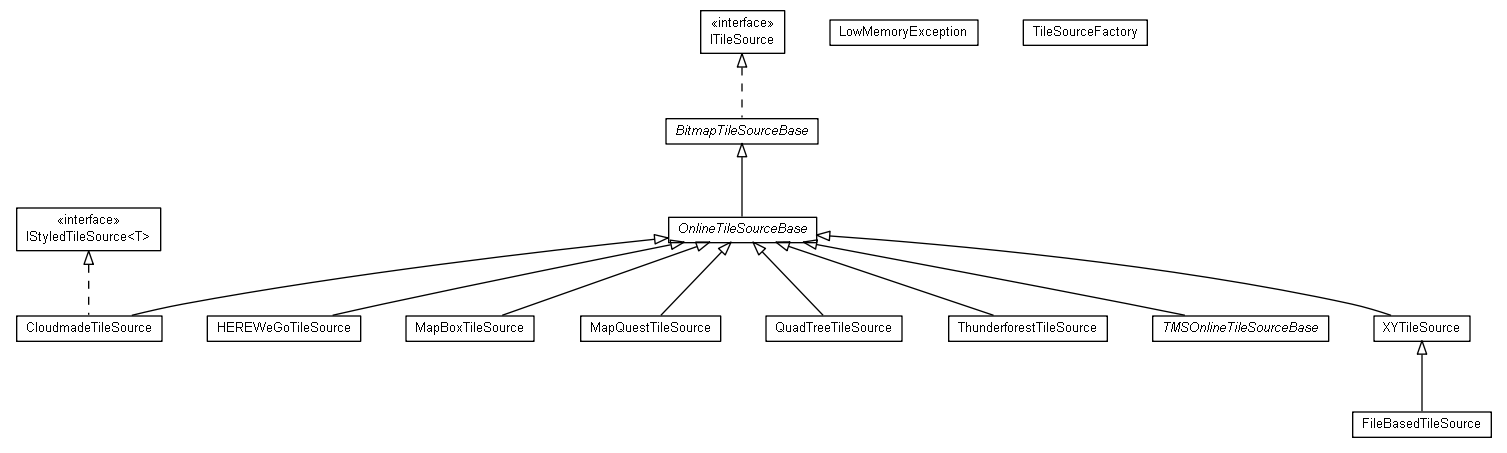 «interface»
ITileSource
LowMemoryException
TileSourceFactory
BitmapTileSourceBase
«interface»
IStyledTileSource<T>
OnlineTileSourceBase
CloudmadeTileSource
HEREWeGoTileSource
MapBoxTileSource
MapQuestTileSource
QuadTreeTileSource
ThunderforestTileSource
TMSOnlineTileSourceBase
XYTileSource
FileBasedTileSource